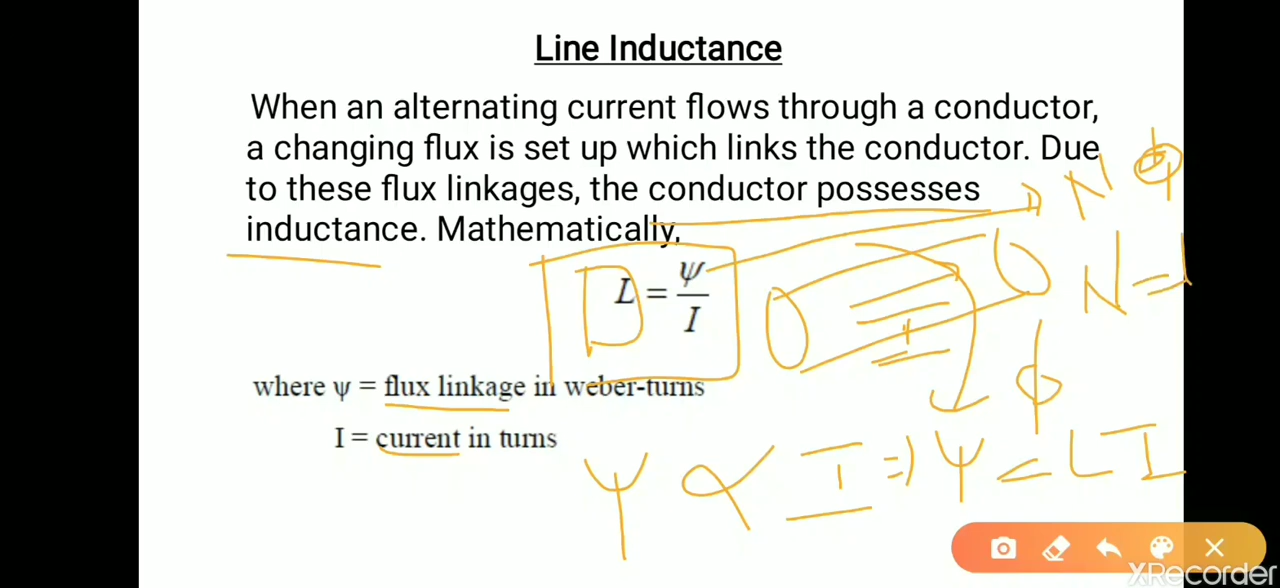 Line Inductance
When an alternating current flows through a conductor,
a changing flux is set up which links the conductor. Due
to these flux linkages, the conductor possesses
inductance. Mathematically,
L = ψ / I
where ψ = flux linkage in weber-turns
I = current in turns
N ϕ
N = 1
I
ϕ
ψ ∝ I ⇒ ψ = L I
XRecorder